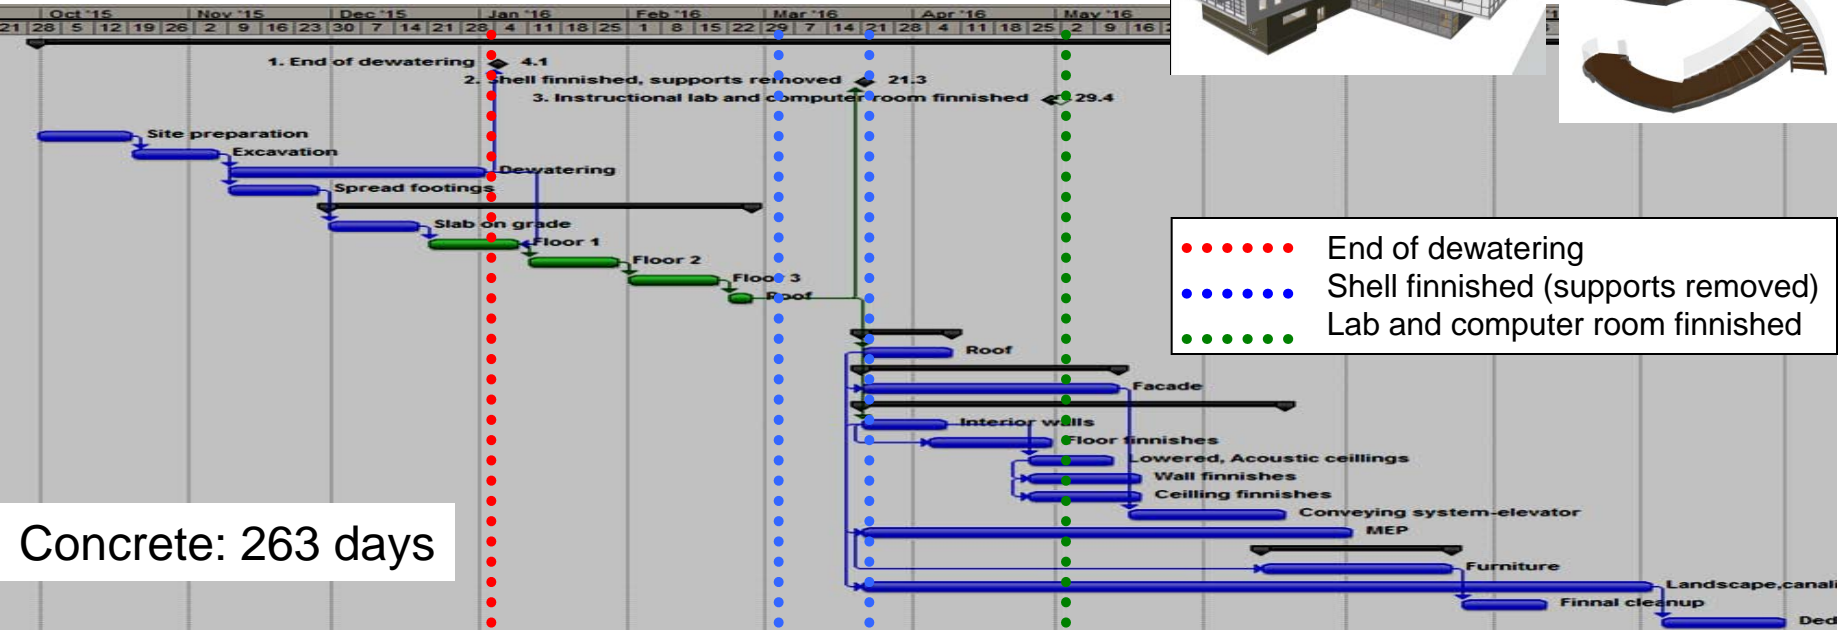 Oct '15 Nov '15 Dec '15 Jan '16 Feb '16 Mar '16 Apr '16 May '16
21 28 5 12 19 26 2 9 16 23 30 7 14 21 28 4 11 18 25 1 8 15 22 29 7 14 21 28 4 11 18 25 2 9 16
1. End of dewatering 4.1
2. Shell finnished, supports removed 21.3
3. Instructional lab and computer room finnished 29.4
Site preparation
Excavation
Dewatering
Spread footings
Slab on grade
Floor 1
Floor 2
Floor 3
Roof
End of dewatering
Shell finnished (supports removed)
Lab and computer room finnished
Roof
Facade
Interior walls
Floor finnishes
Lowered, Acoustic ceillings
Wall finnishes
Ceilling finnishes
Conveying system-elevator
MEP
Furniture
Landscape,canali
Finnal cleanup
Ded
Concrete: 263 days